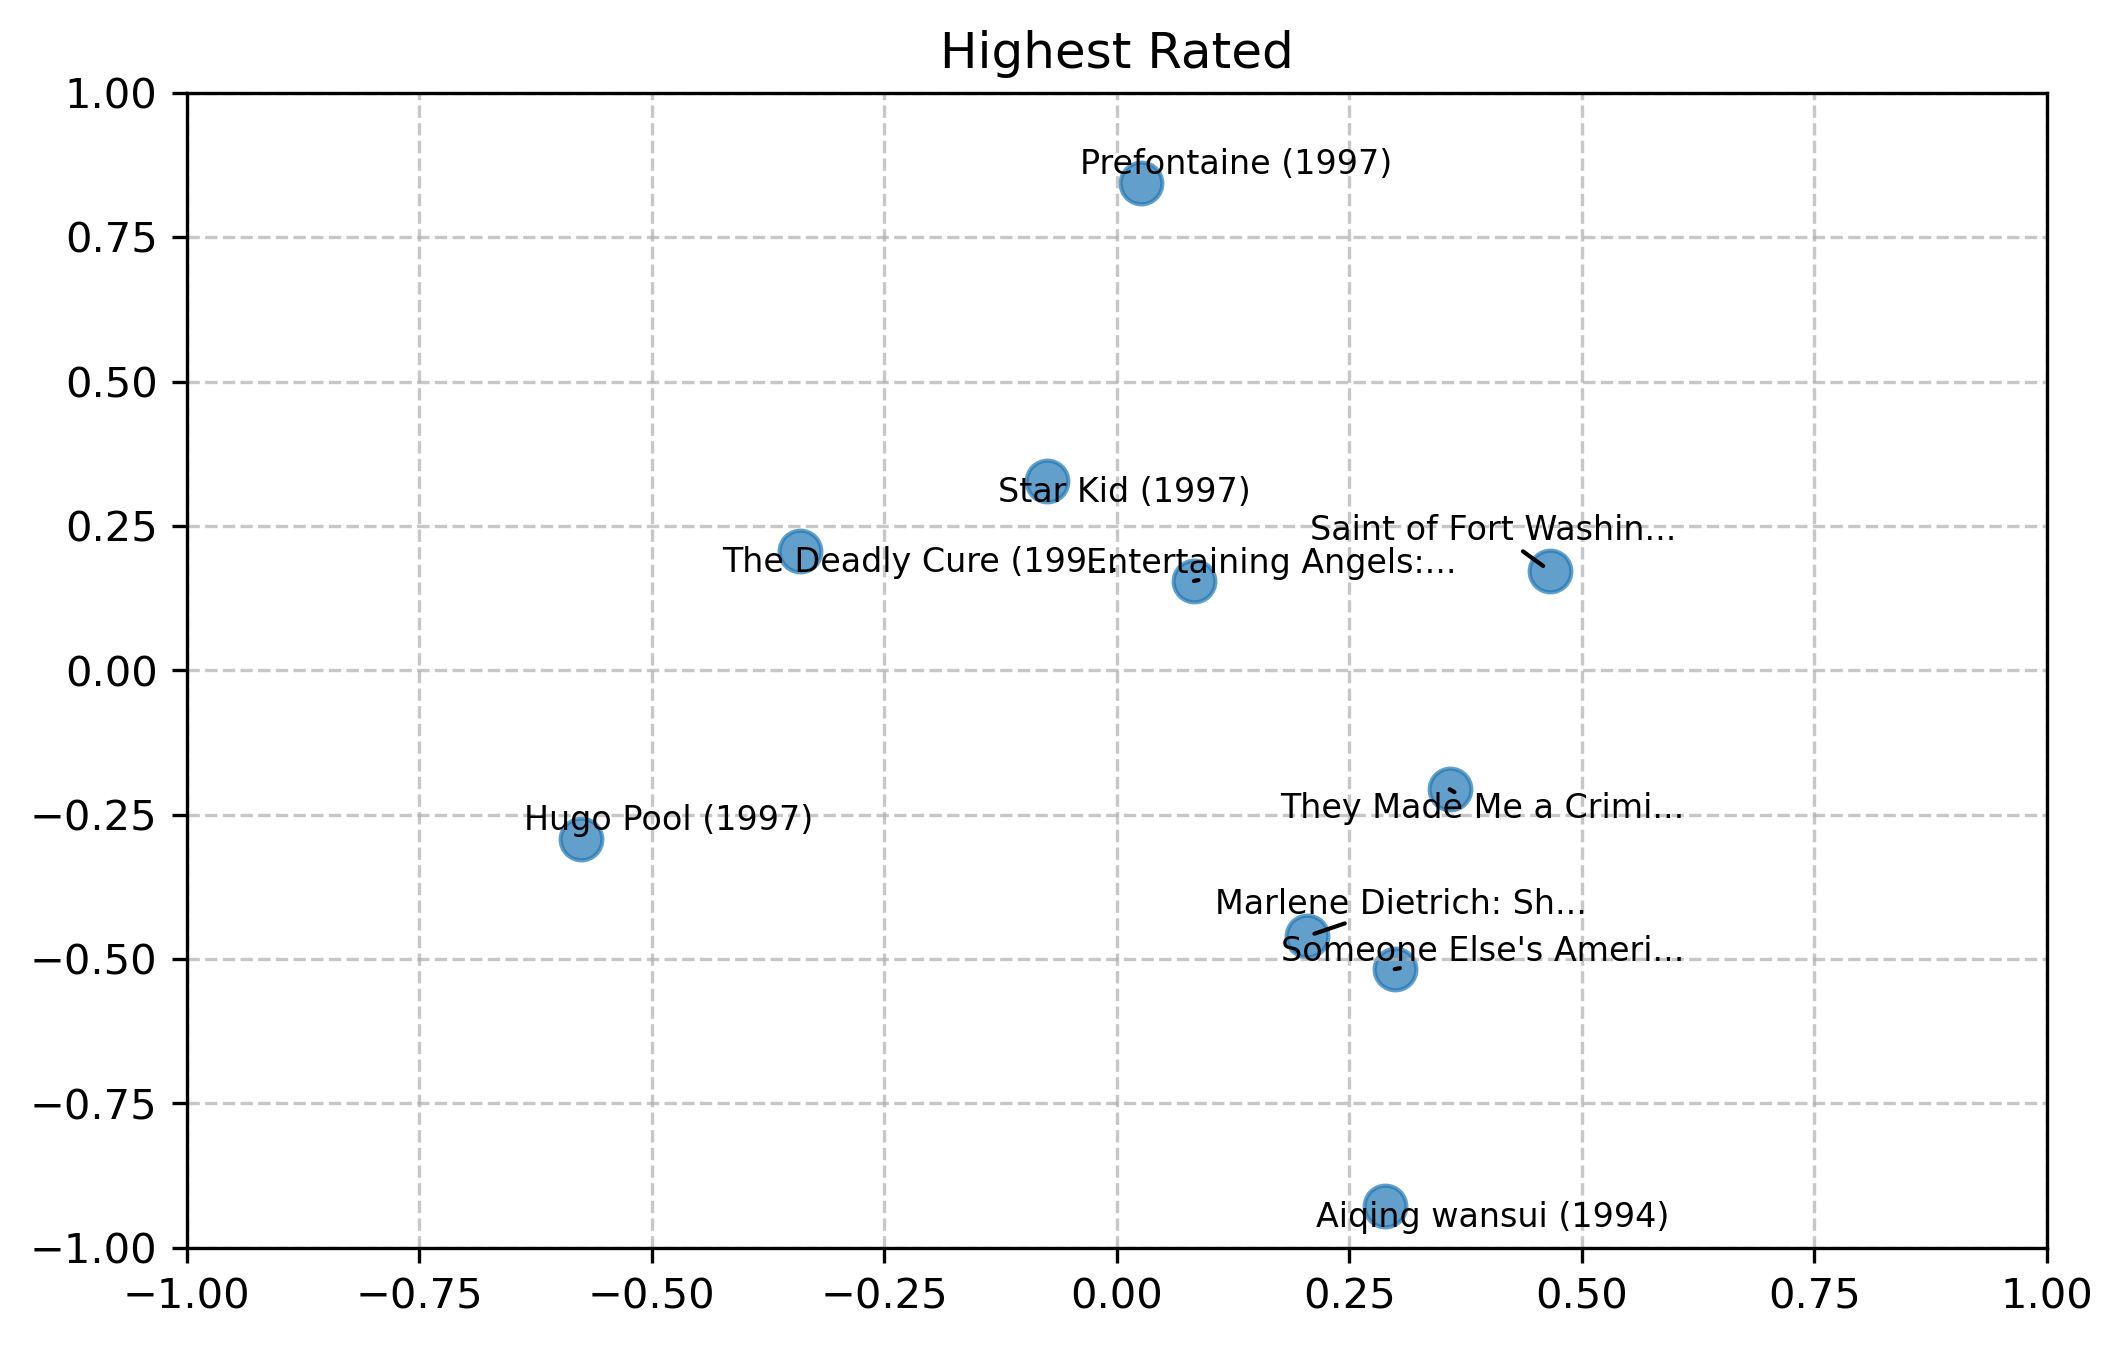 Highest Rated
1.00
0.75
0.50
0.25
0.00
−0.25
−0.50
−0.75
−1.00
Prefontaine (1997)
Star Kid (1997)
Saint of Fort Washin...
The Deadly Cure (199...
Entertaining Angels:...
They Made Me a Crimi...
Hugo Pool (1997)
Marlene Dietrich: Sh...
Someone Else's Ameri...
Aiqing wansui (1994)
−1.00 −0.75 −0.50 −0.25 0.00 0.25 0.50 0.75 1.00